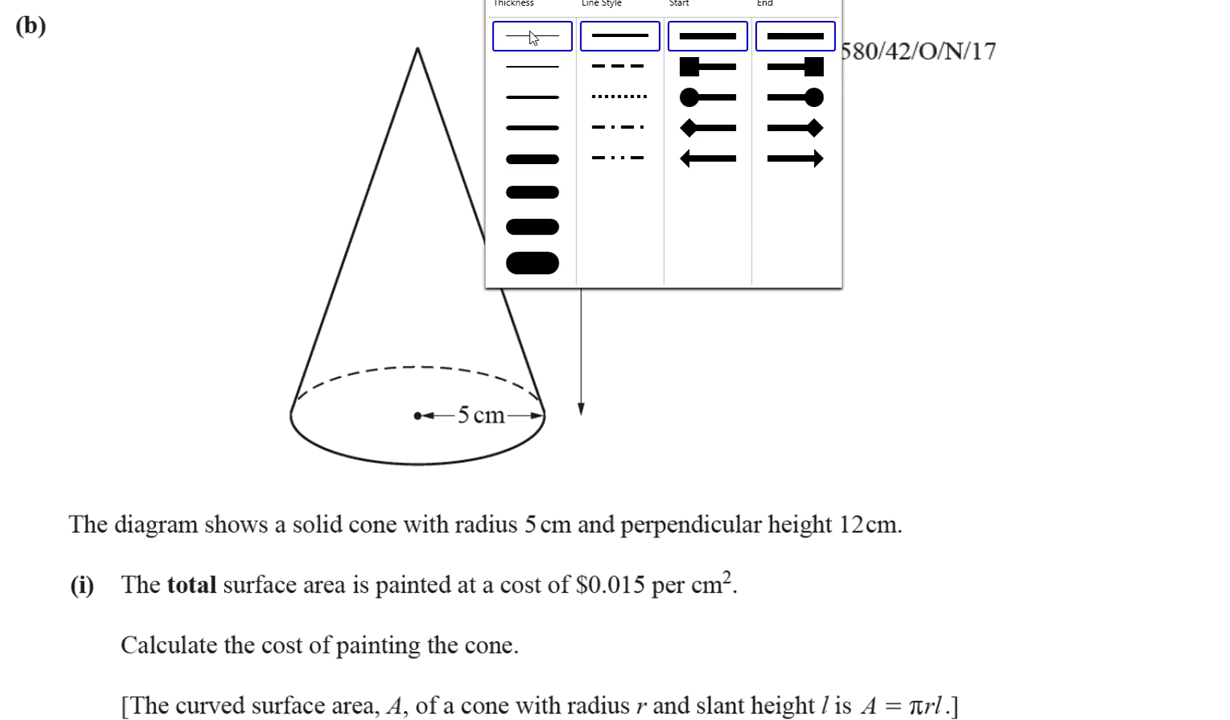 Thickness Line Style Start End
(b)
580/42/O/N/17
5 cm
The diagram shows a solid cone with radius 5 cm and perpendicular height 12 cm.
(i) The total surface area is painted at a cost of $0.015 per cm².
Calculate the cost of painting the cone.
[The curved surface area, A, of a cone with radius r and slant height l is A = πrl.]